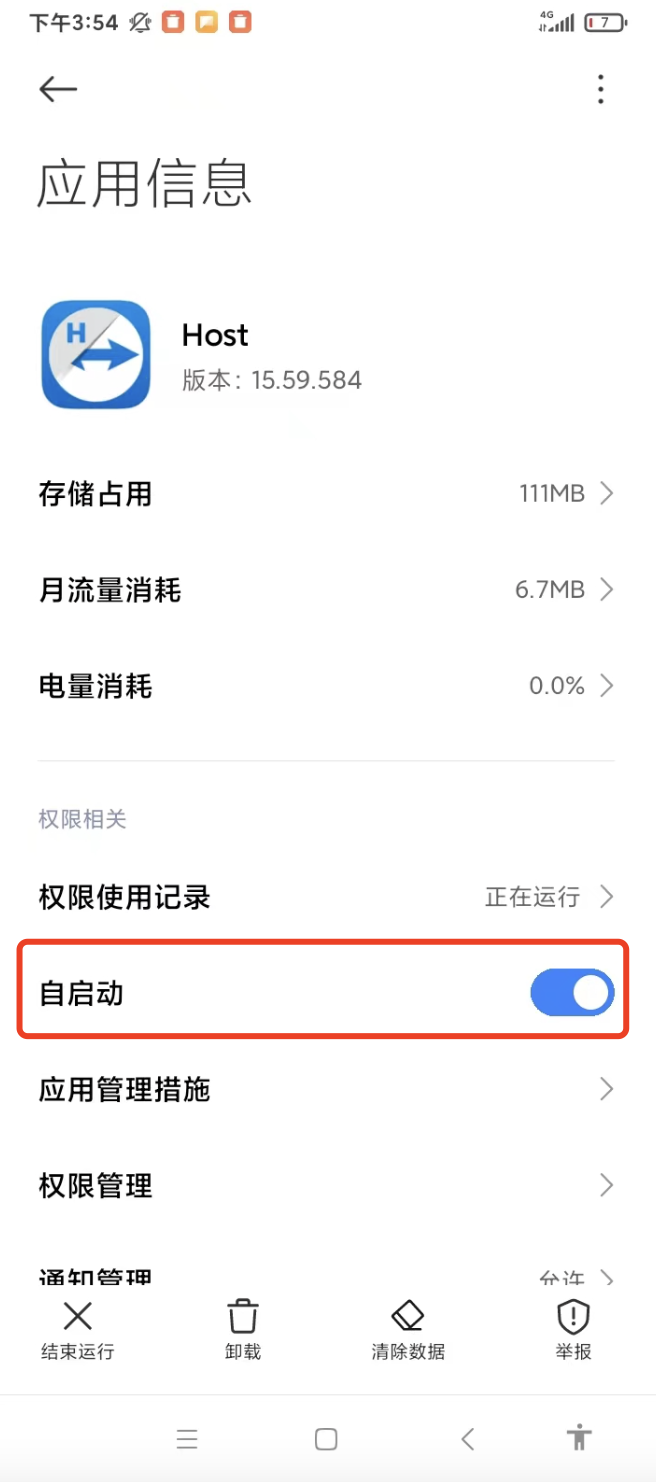 下午3:54
4G
7
应用信息
H
Host
版本：15.59.584
存储占用 111MB
月流量消耗 6.7MB
电量消耗 0.0%
权限相关
权限使用记录 正在运行
自启动
应用管理措施
权限管理
通知管理 允许
结束运行 卸载 清除数据 举报